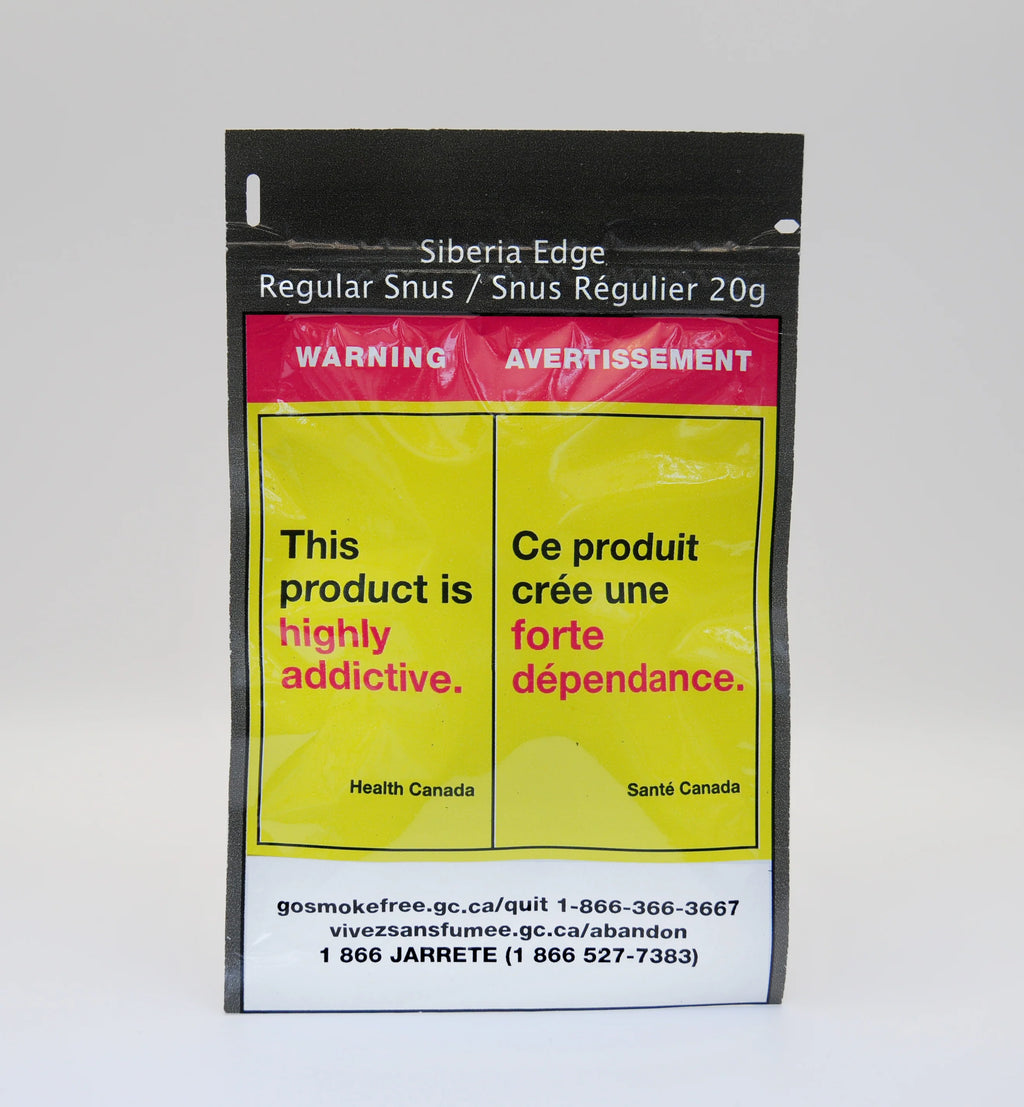 Siberia Edge
Regular Snus / Snus Régulier 20g
WARNING AVERTISSEMENT
This
product is
highly
addictive.
Health Canada
Ce produit
crée une
forte
dépendance.
Santé Canada
gosmokefree.gc.ca/quit 1-866-366-3667
vivezsansfumee.gc.ca/abandon
1 866 JARRETE (1 866 527-7383)